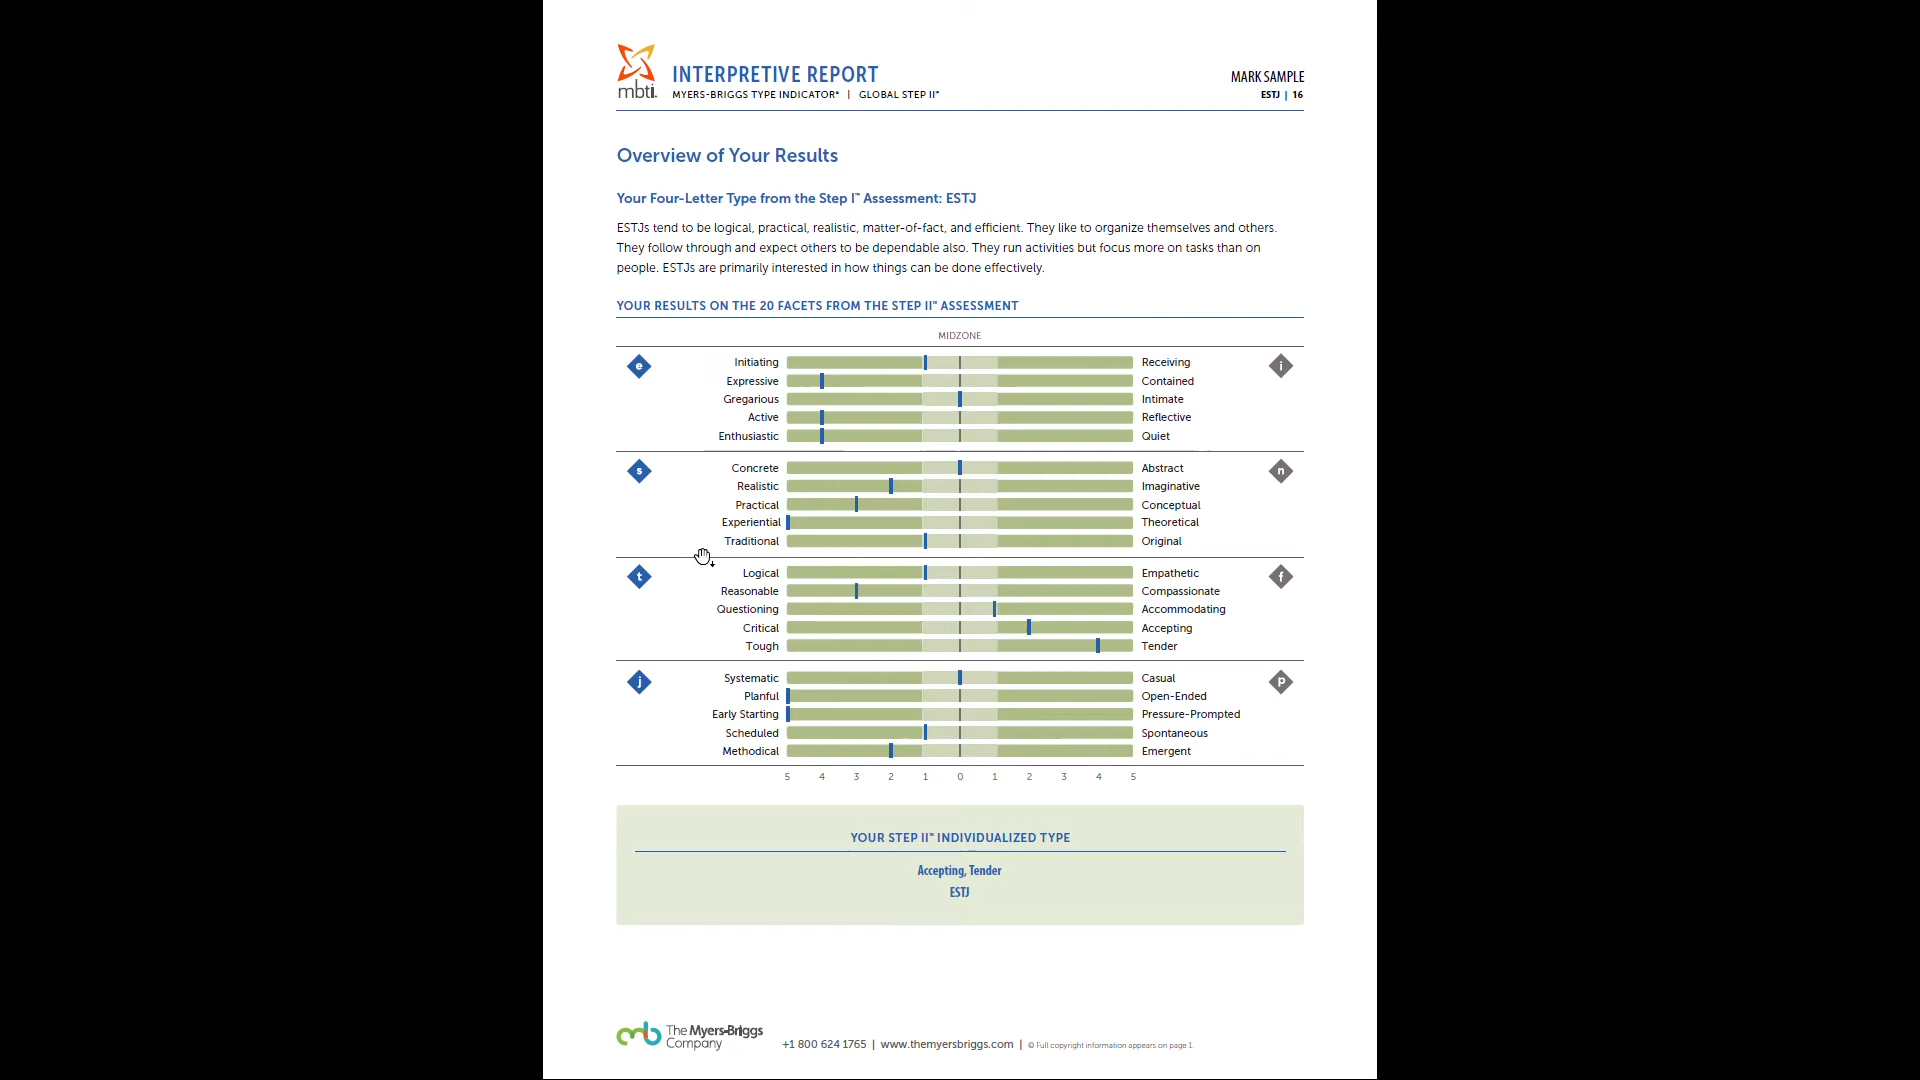 mbti.
INTERPRETIVE REPORT
MYERS-BRIGGS TYPE INDICATOR® | GLOBAL STEP II™
MARK SAMPLE
ESTJ | 16
Overview of Your Results
Your Four-Letter Type from the Step I™ Assessment: ESTJ
ESTJs tend to be logical, practical, realistic, matter-of-fact, and efficient. They like to organize themselves and others.
They follow through and expect others to be dependable also. They run activities but focus more on tasks than on
people. ESTJs are primarily interested in how things can be done effectively.
YOUR RESULTS ON THE 20 FACETS FROM THE STEP II™ ASSESSMENT
MIDZONE
e Initiating Receiving i
Expressive Contained
Gregarious Intimate
Active Reflective
Enthusiastic Quiet
s Concrete Abstract n
Realistic Imaginative
Practical Conceptual
Experiential Theoretical
Traditional Original
t Logical Empathetic f
Reasonable Compassionate
Questioning Accommodating
Critical Accepting
Tough Tender
j Systematic Casual p
Planful Open-Ended
Early Starting Pressure-Prompted
Scheduled Spontaneous
Methodical Emergent
5 4 3 2 1 0 1 2 3 4 5
YOUR STEP II™ INDIVIDUALIZED TYPE
Accepting, Tender
ESTJ
The Myers-Briggs
Company
+1 800 624 1765 | www.themyersbriggs.com | © Full copyright information appears on page 1.